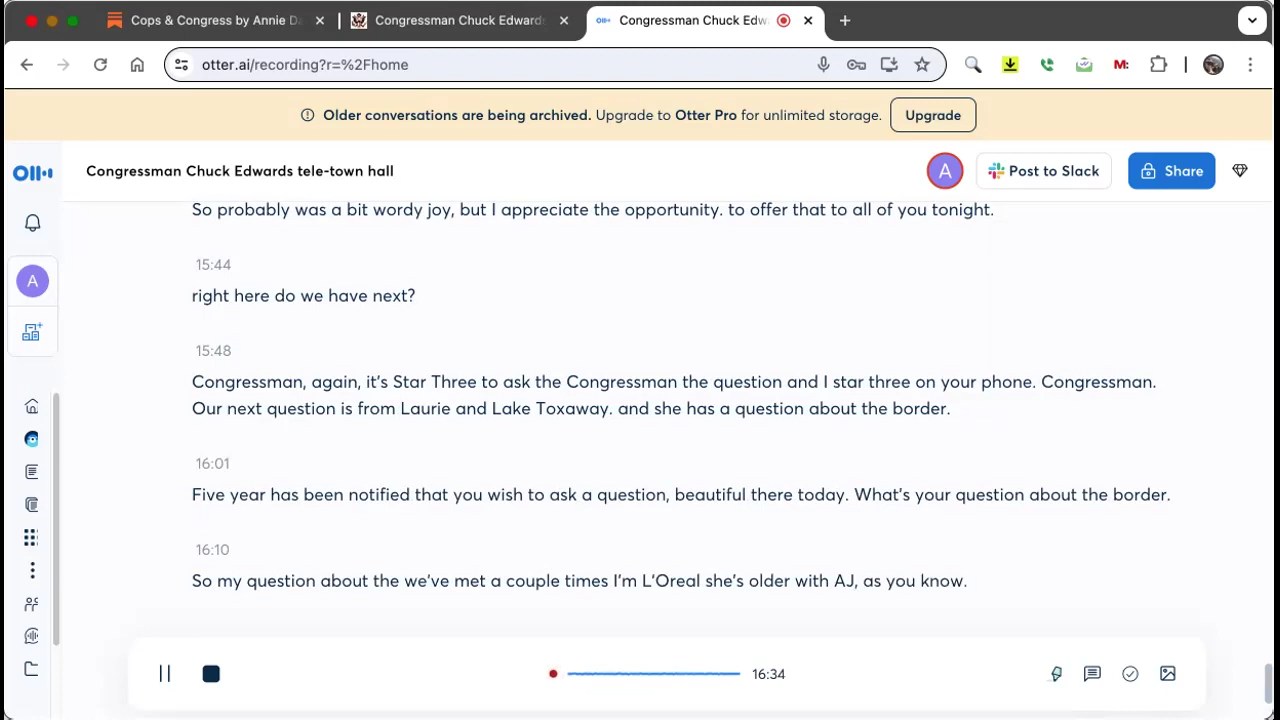 Cops & Congress by Annie Da
Congressman Chuck Edwards
Congressman Chuck Edw
otter.ai/recording?r=%2Fhome
M:
Older conversations are being archived. Upgrade to Otter Pro for unlimited storage.
Upgrade
Congressman Chuck Edwards tele-town hall
A
Post to Slack
Share
A
So probably was a bit wordy joy, but I appreciate the opportunity. to offer that to all of you tonight.
15:44
right here do we have next?
15:48
Congressman, again, it's Star Three to ask the Congressman the question and I star three on your phone. Congressman.
Our next question is from Laurie and Lake Toxaway. and she has a question about the border.
16:01
Five year has been notified that you wish to ask a question, beautiful there today. What's your question about the border.
16:10
So my question about the we've met a couple times I'm L'Oreal she's older with AJ, as you know.
16:34